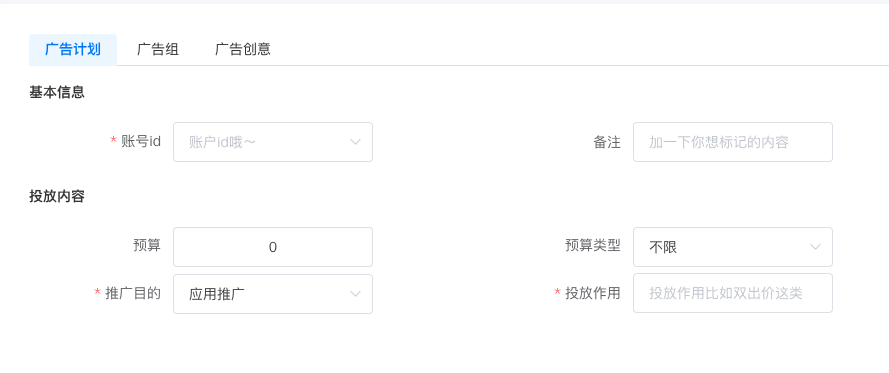 广告计划 广告组 广告创意
基本信息
* 账号id 账户id哦～ 备注 加一下你想标记的内容
投放内容
预算 0 预算类型 不限
* 推广目的 应用推广 * 投放作用 投放作用比如双出价这类